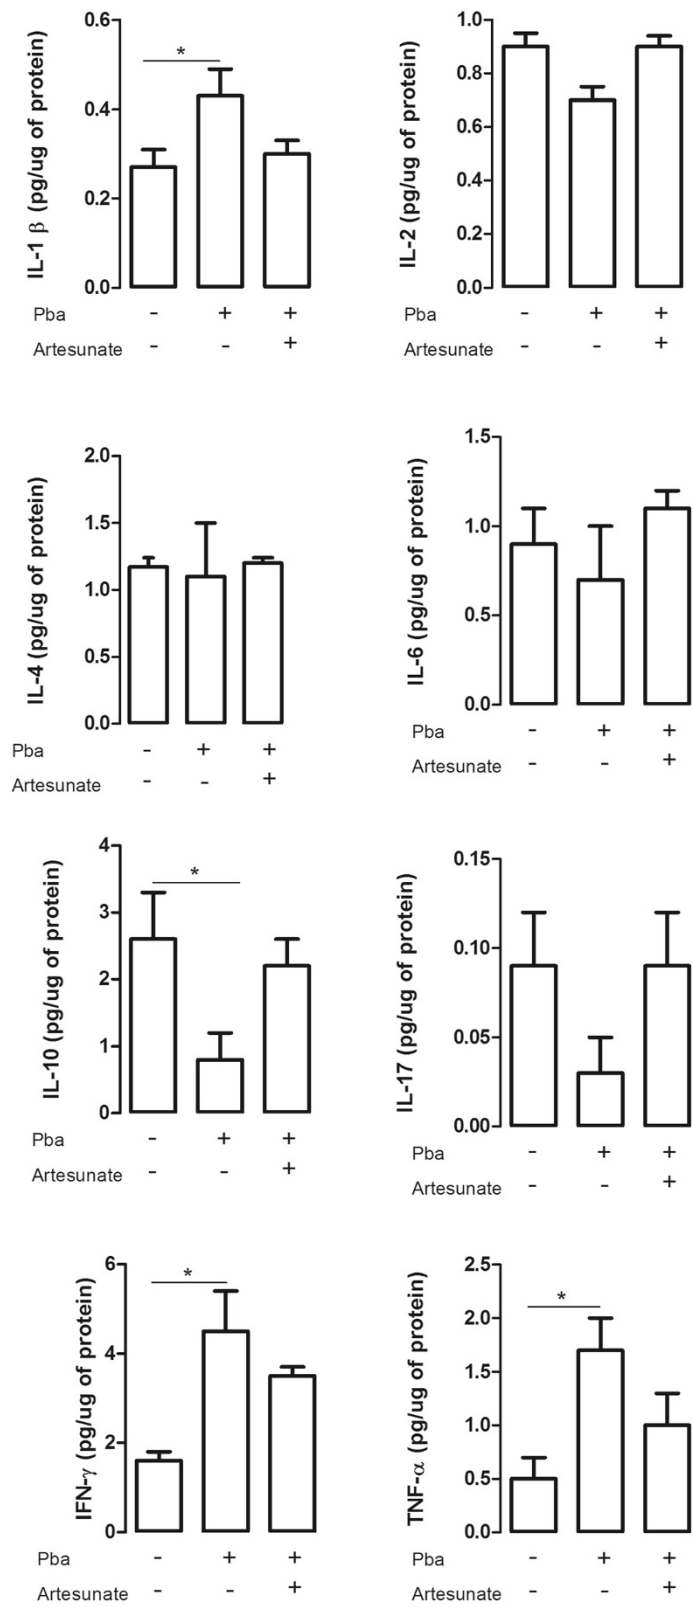 IL-1 β (pg/ug of protein)
0.6
*
0.4
0.2
0.0
Pba - + +
Artesunate - - +
IL-2 (pg/ug of protein)
1.0
0.8
0.6
0.4
0.2
0.0
Pba - + +
Artesunate - - +
IL-4 (pg/ug of protein)
2.0
1.5
1.0
0.5
0.0
Pba - + +
Artesunate - - +
IL-6 (pg/ug of protein)
1.5
1.0
0.5
0.0
Pba - + +
Artesunate - - +
IL-10 (pg/ug of protein)
4
*
3
2
1
0
Pba - + +
Artesunate - - +
IL-17 (pg/ug of protein)
0.15
0.10
0.05
0.00
Pba - + +
Artesunate - - +
IFN-γ (pg/ug of protein)
6
*
4
2
0
Pba - + +
Artesunate - - +
TNF-α (pg/ug of protein)
2.5
*
2.0
1.5
1.0
0.5
0.0
Pba - + +
Artesunate - - +